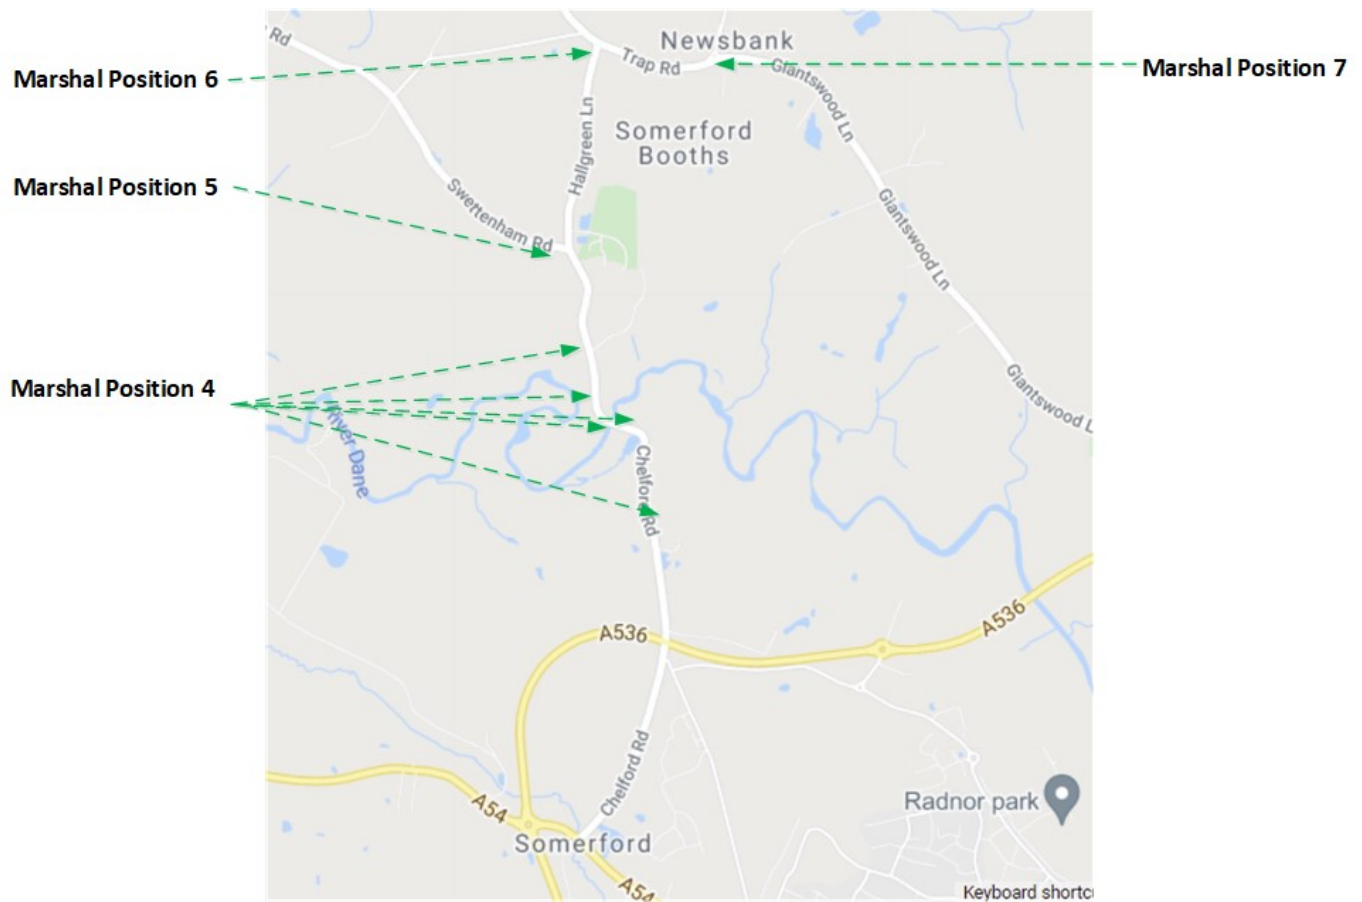 Rd
Newsbank
Trap Rd
Marshal Position 6
Giantswood Ln
Marshal Position 7
Hallgreen Ln
Somerford
Booths
Marshal Position 5
Swettenham Rd
Giantswood Ln
Marshal Position 4
Giantswood L
River Dane
Chelford Rd
A536
A536
Chelford Rd
Radnor park
A54
Somerford
A54
Keyboard shortc